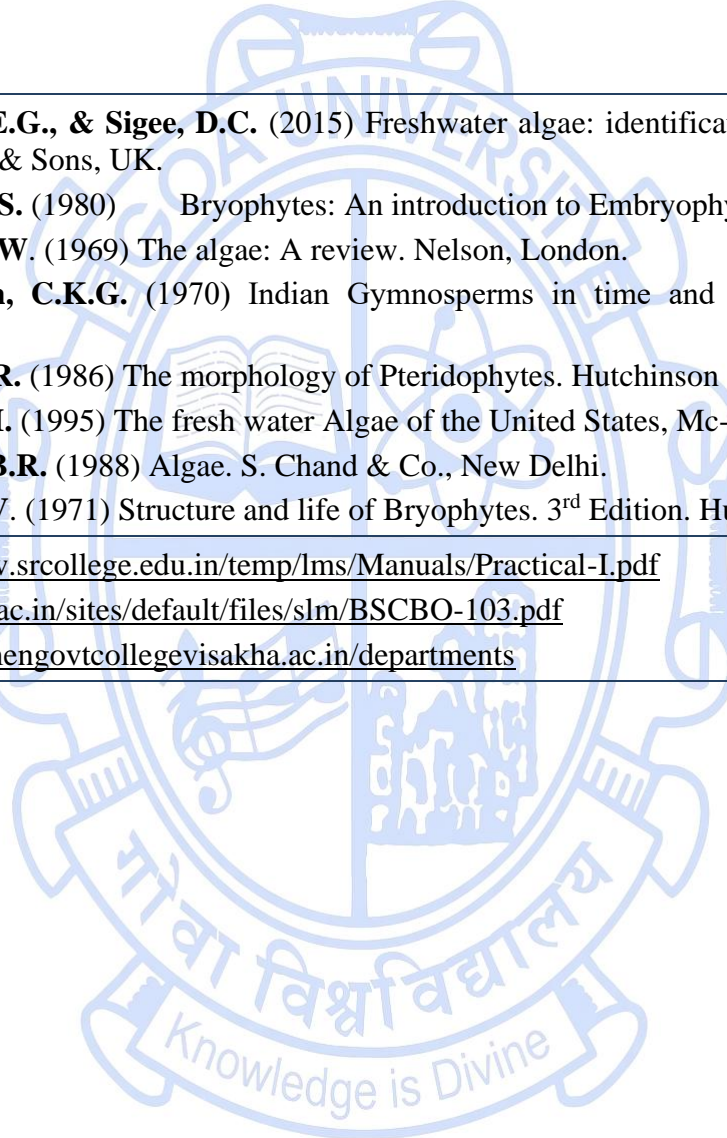 GOA UNIVERSITY
E.G., & Sigee, D.C. (2015) Freshwater algae: identificat
& Sons, UK.
S. (1980) Bryophytes: An introduction to Embryophy
W. (1969) The algae: A review. Nelson, London.
C.K.G. (1970) Indian Gymnosperms in time and
R. (1986) The morphology of Pteridophytes. Hutchinson
(1995) The fresh water Algae of the United States, Mc-
B.R. (1988) Algae. S. Chand & Co., New Delhi.
(1971) Structure and life of Bryophytes. 3rd Edition. Hu
.srcollege.edu.in/temp/lms/Manuals/Practical-I.pdf
ac.in/sites/default/files/slm/BSCBO-103.pdf
engovtcollegevisakha.ac.in/departments
गोंवा विश्वविद्यालय
Knowledge is Divine